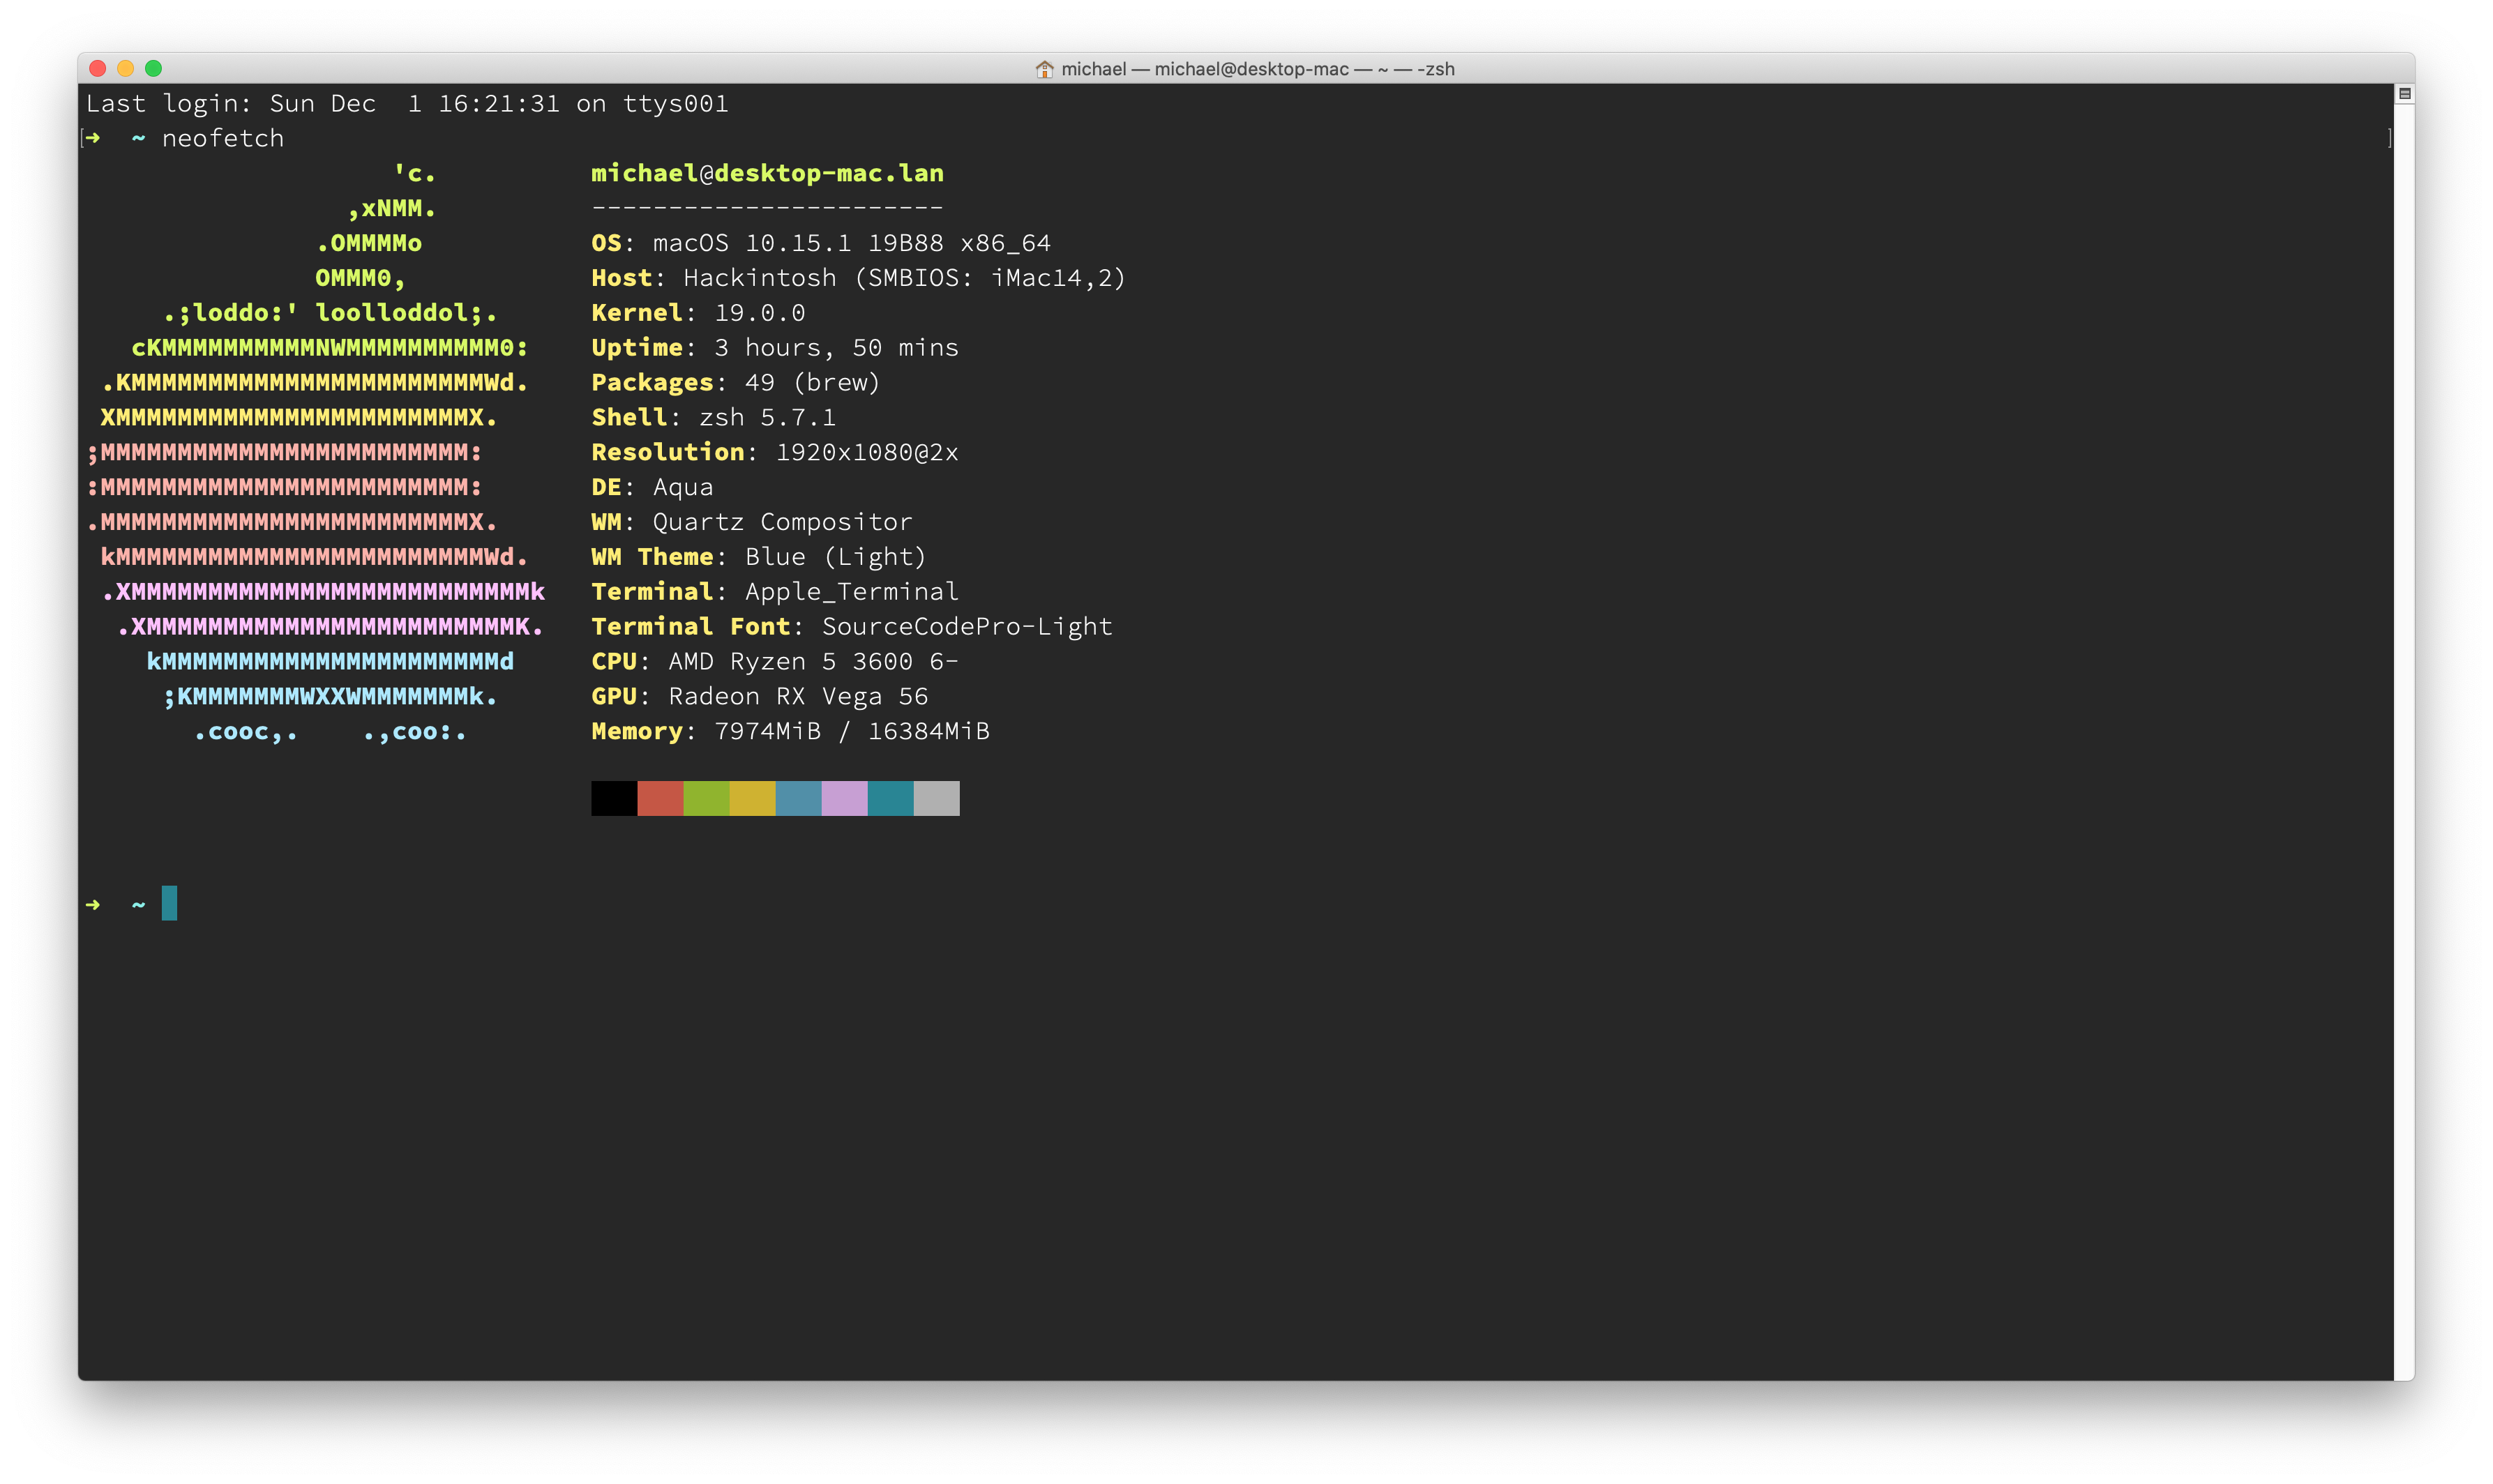 michael — michael@desktop-mac — ~ — -zsh
Last login: Sun Dec  1 16:21:31 on ttys001
➜  ~ neofetch
                    'c.          michael@desktop-mac.lan
                 ,xNMM.          -----------------------
               .OMMMMo           OS: macOS 10.15.1 19B88 x86_64
               OMMM0,            Host: Hackintosh (SMBIOS: iMac14,2)
     .;loddo:' loolloddol;.      Kernel: 19.0.0
   cKMMMMMMMMMMNWMMMMMMMMMM0:    Uptime: 3 hours, 50 mins
 .KMMMMMMMMMMMMMMMMMMMMMMMWd.    Packages: 49 (brew)
 XMMMMMMMMMMMMMMMMMMMMMMMX.      Shell: zsh 5.7.1
;MMMMMMMMMMMMMMMMMMMMMMMM:       Resolution: 1920x1080@2x
:MMMMMMMMMMMMMMMMMMMMMMMM:       DE: Aqua
.MMMMMMMMMMMMMMMMMMMMMMMMX.      WM: Quartz Compositor
 kMMMMMMMMMMMMMMMMMMMMMMMMWd.    WM Theme: Blue (Light)
 .XMMMMMMMMMMMMMMMMMMMMMMMMMMk   Terminal: Apple_Terminal
  .XMMMMMMMMMMMMMMMMMMMMMMMMK.   Terminal Font: SourceCodePro-Light
    kMMMMMMMMMMMMMMMMMMMMMMd     CPU: AMD Ryzen 5 3600 6-
     ;KMMMMMMMWXXWMMMMMMMk.      GPU: Radeon RX Vega 56
       .cooc,.    .,coo:.        Memory: 7974MiB / 16384MiB
➜  ~